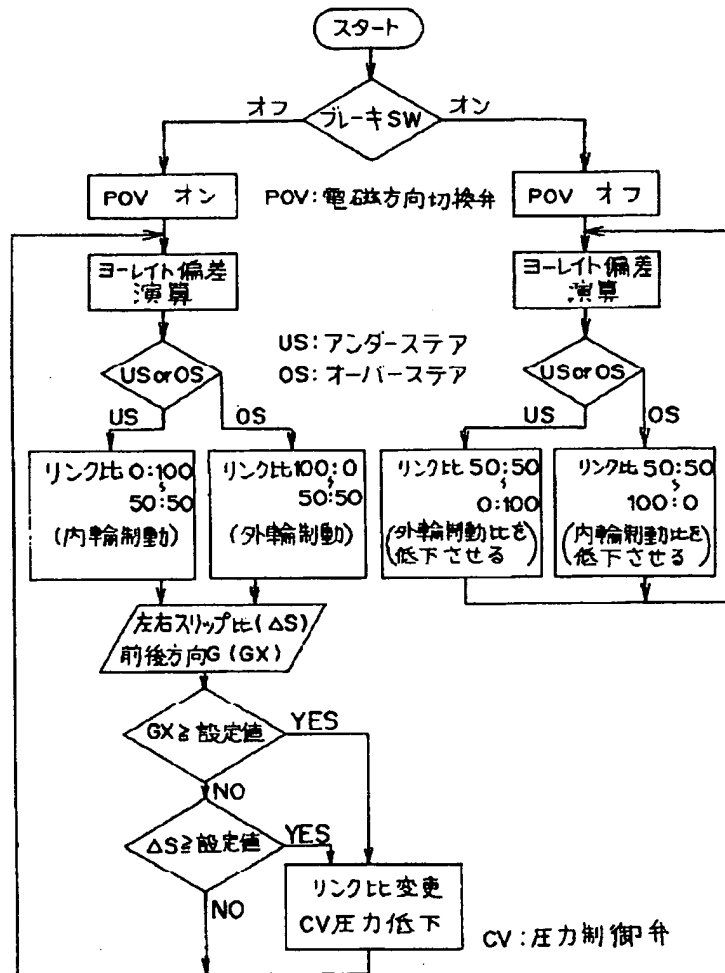 スタート
ブレーキSW
オフ
オン
POV オン
POV:電磁方向切換弁
POV オフ
ヨーレイト偏差
演算
ヨーレイト偏差
演算
US:アンダーステア
OS:オーバーステア
USorOS
USorOS
US
OS
US
OS
リンク比0:100
〜
50:50
(内輪制動)
リンク比100:0
〜
50:50
(外輪制動)
リンク比50:50
〜
0:100
(外輪制動比を
低下させる)
リンク比50:50
〜
100:0
(内輪制動比を
低下させる)
左右スリップ比(ΔS)
前後方向G(GX)
GX≧設定値
YES
NO
ΔS≧設定値
YES
NO
リンク比変更
CV圧力低下
CV:圧力制御弁